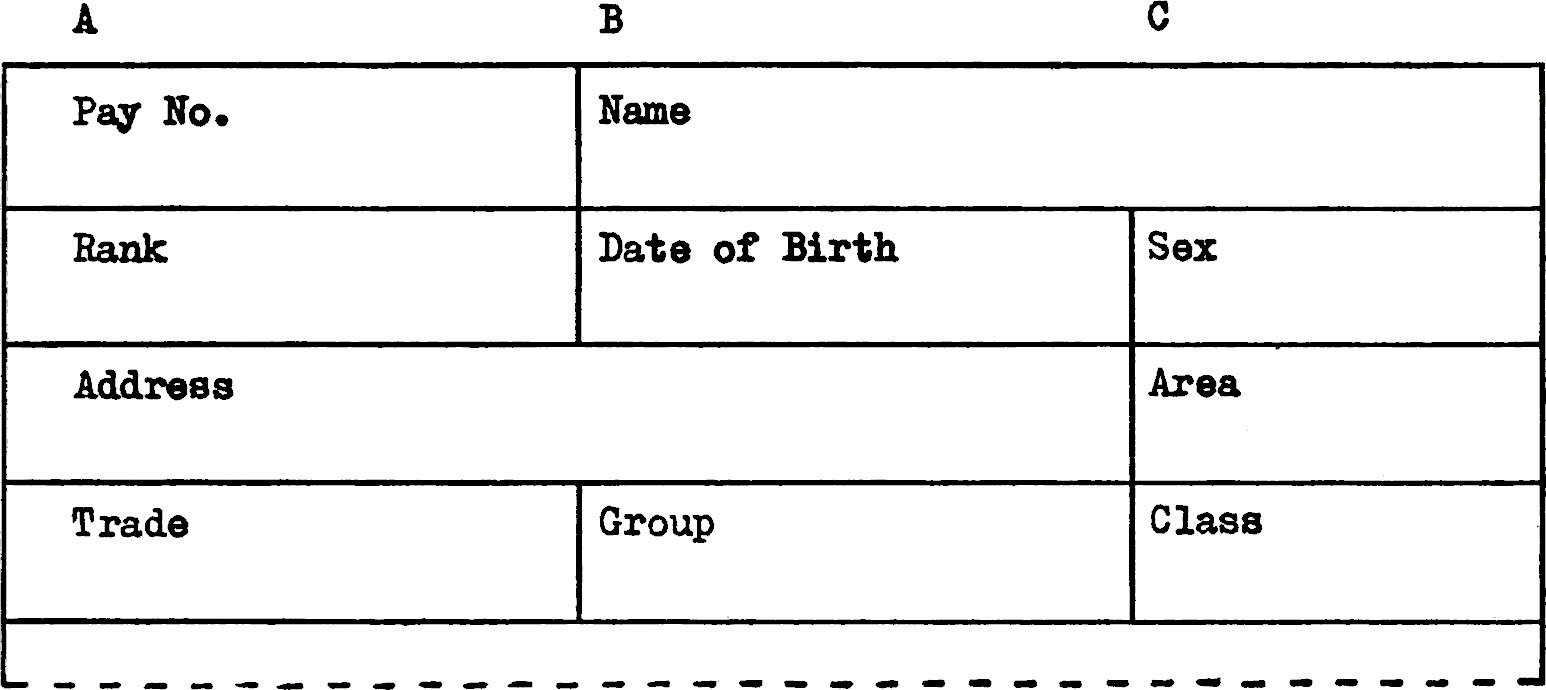 A B C
Pay No. Name
Rank Date of Birth Sex
Address Area
Trade Group Class